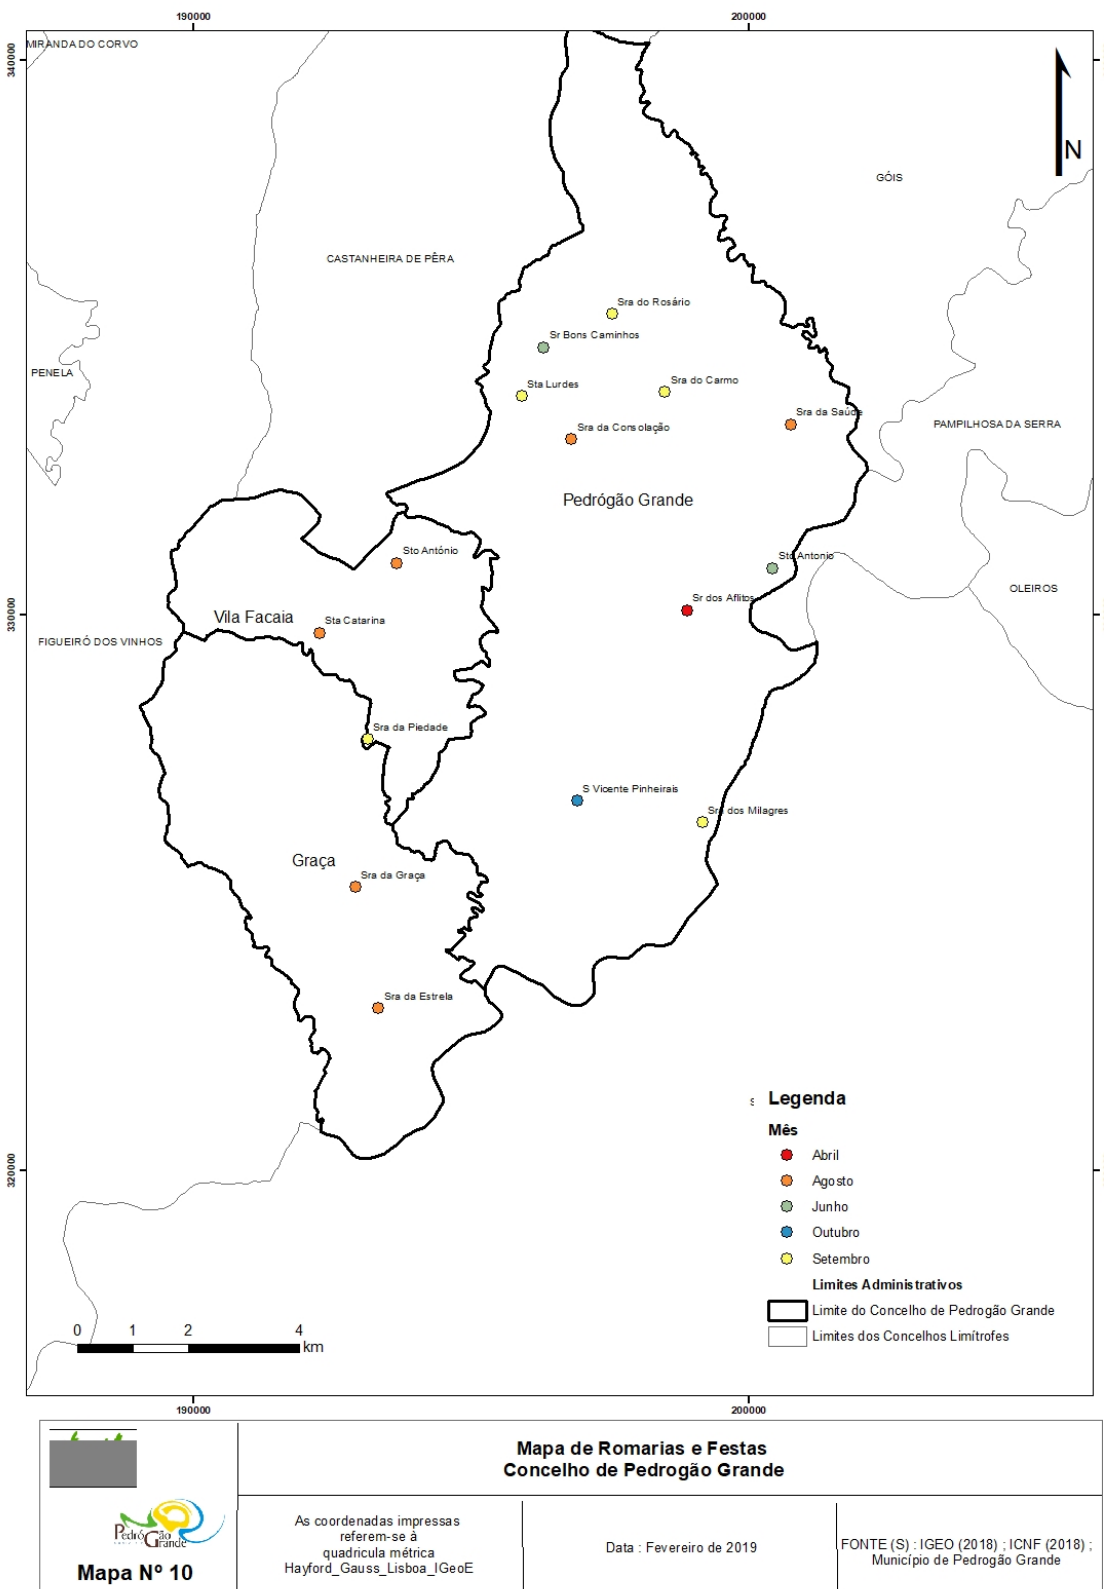 190000
200000
MIRANDA DO CORVO
340000
N
GÓIS
CASTANHEIRA DE PÊRA
Sra do Rosário
Sr Bons Caminhos
PENELA
Sta Lurdes
Sra do Carmo
Sra da Saúde
Sra da Consolação
PAMPILHOSA DA SERRA
Pedrógão Grande
Sto António
Sto Antonio
OLEIROS
Sr dos Aflitos
330000
Vila Facaia
Sta Catarina
FIGUEIRÓ DOS VINHOS
Sra da Piedade
S Vicente Pinheirais
Sra dos Milagres
Graça
Sra da Graça
Sra da Estrela
Legenda
Mês
Abril
320000
Agosto
Junho
Outubro
Setembro
Limites Administrativos
Limite do Concelho de Pedrogão Grande
Limites dos Concelhos Limítrofes
0 1 2 4
km
190000
200000
Mapa de Romarias e Festas
Concelho de Pedrogão Grande
Pedrógão
Grande
Mapa Nº 10
As coordenadas impressas
referem-se à
quadricula métrica
Hayford_Gauss_Lisboa_IGeoE
Data : Fevereiro de 2019
FONTE (S) : IGEO (2018) ; ICNF (2018) ;
Município de Pedrogão Grande